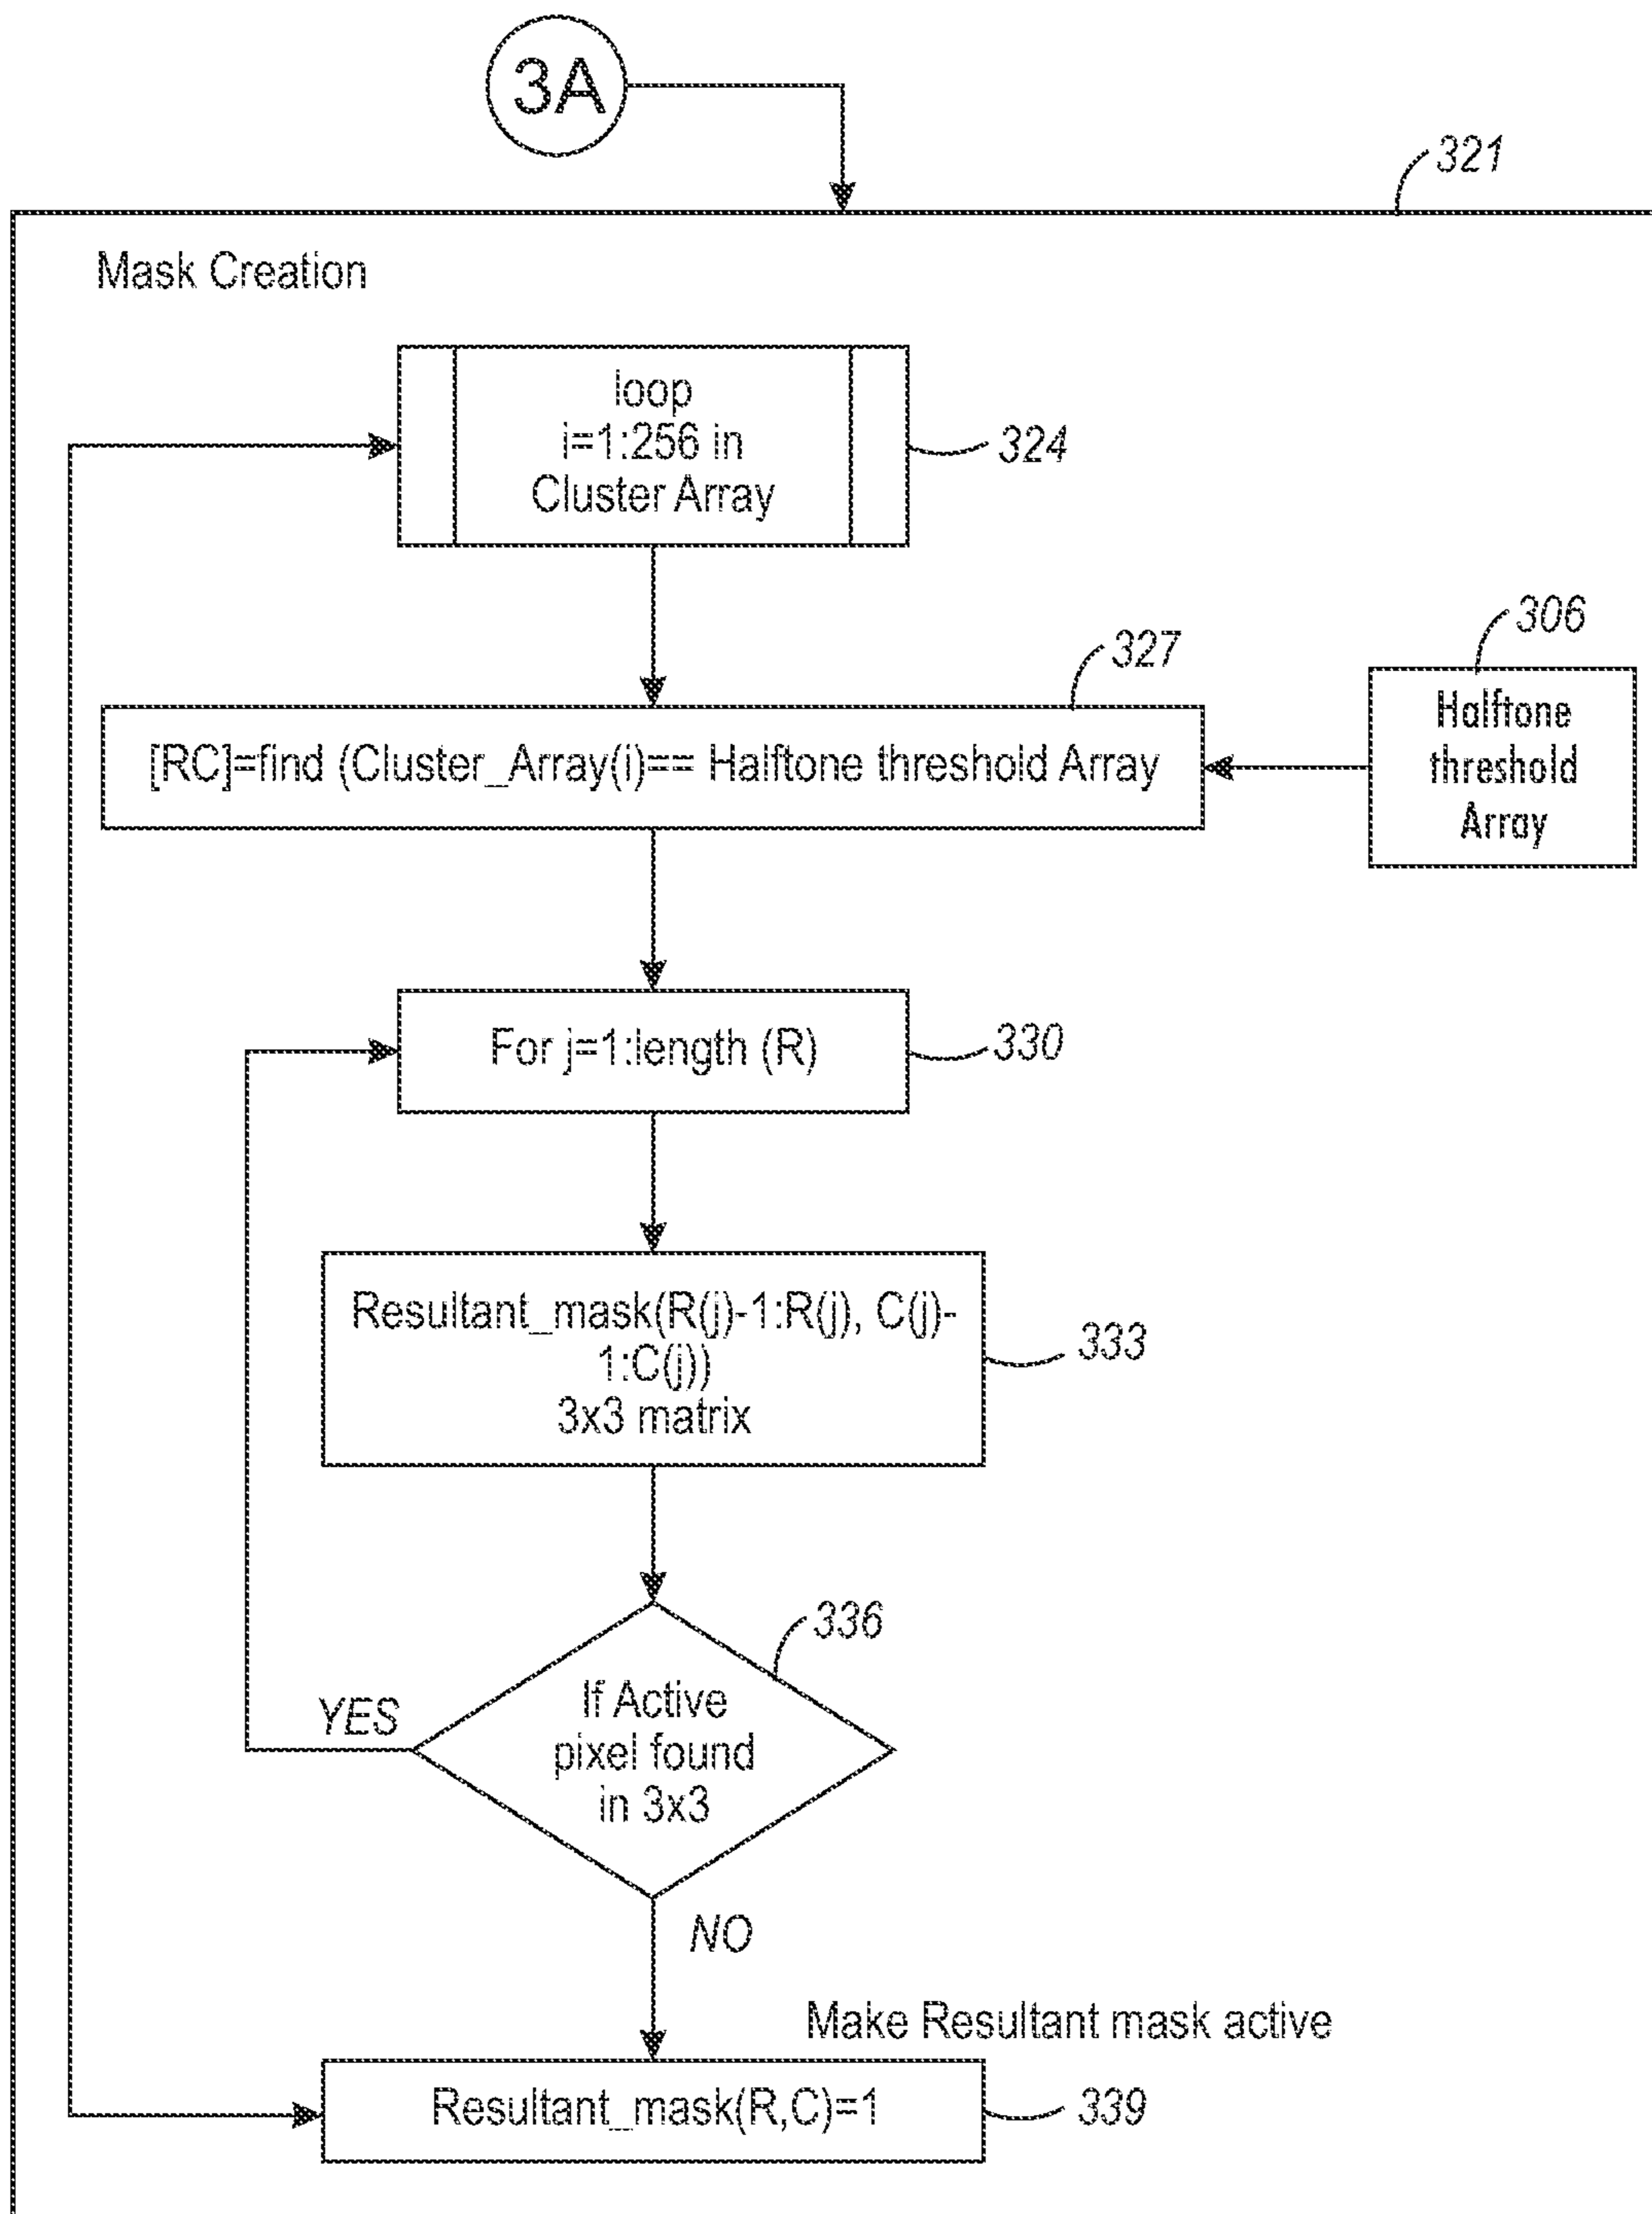 3A
321
Mask Creation
loop
i=1:256 in
Cluster Array
324
327
306
[RC]=find (Cluster_Array(i)== Halftone threshold Array
Halftone
threshold
Array
For j=1:length (R)
330
Resultant_mask(R(j)-1:R(j), C(j)-
1:C(j))
3x3 matrix
333
336
If Active
pixel found
in 3x3
YES
NO
Make Resultant mask active
Resultant_mask(R,C)=1
339